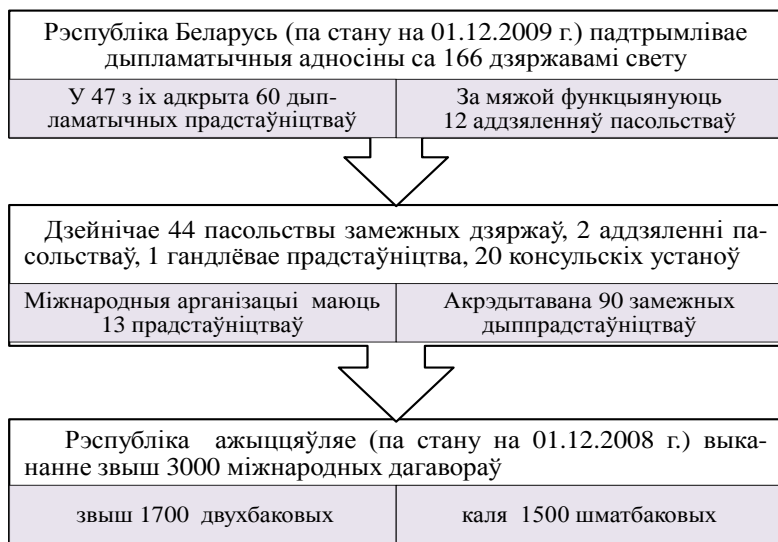 Рэспубліка Беларусь (па стану на 01.12.2009 г.) падтрымлівае
дыпламатычныя адносіны са 166 дзяржавамі свету
У 47 з іх адкрыта 60 дып-
ламатычных прадстаўніцтваў
За мяжой функцыянуюць
12 аддзяленняў пасольстваў
Дзейнічае 44 пасольствы замежных дзяржаў, 2 аддзяленні па-
сольстваў, 1 гандлёвае прадстаўніцтва, 20 консульскіх устаноў
Міжнародныя арганізацыі маюць
13 прадстаўніцтваў
Акрэдытавана 90 замежных
дыппрадстаўніцтваў
Рэспубліка ажыццяўляе (па стану на 01.12.2008 г.) выка-
нанне звыш 3000 міжнародных дагавораў
звыш 1700 двухбаковых
каля 1500 шматбаковых